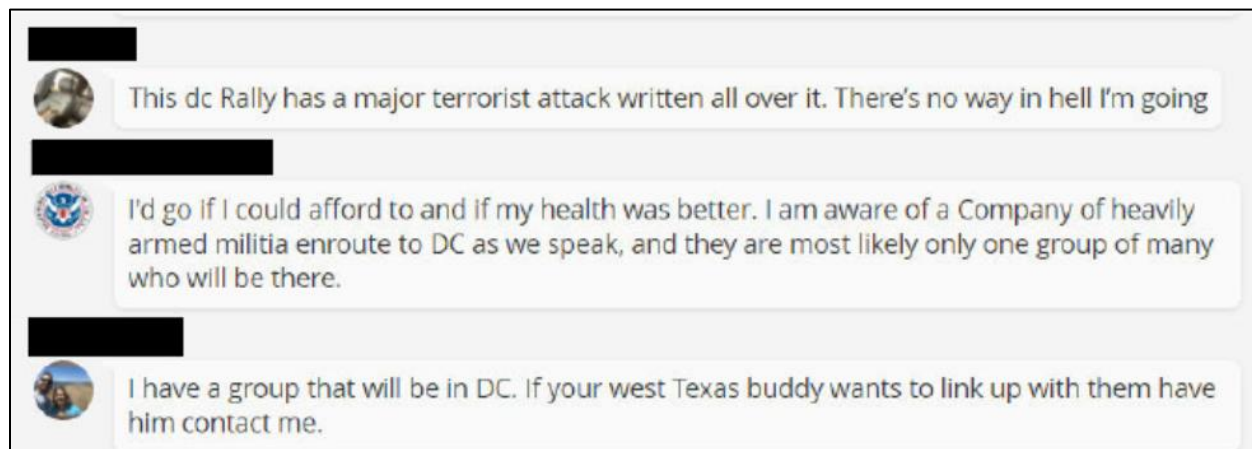 This dc Rally has a major terrorist attack written all over it. There's no way in hell I'm going
I'd go if I could afford to and if my health was better. I am aware of a Company of heavily
armed militia enroute to DC as we speak, and they are most likely only one group of many
who will be there.
I have a group that will be in DC. If your west Texas buddy wants to link up with them have
him contact me.